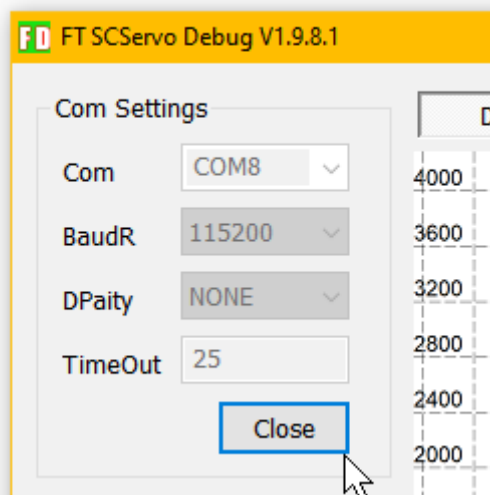 FD FT SCServo Debug V1.9.8.1
Com Settings
D
Com COM8
4000
BaudR 115200
3600
DPaity NONE
3200
TimeOut 25
2800
2400
Close
2000